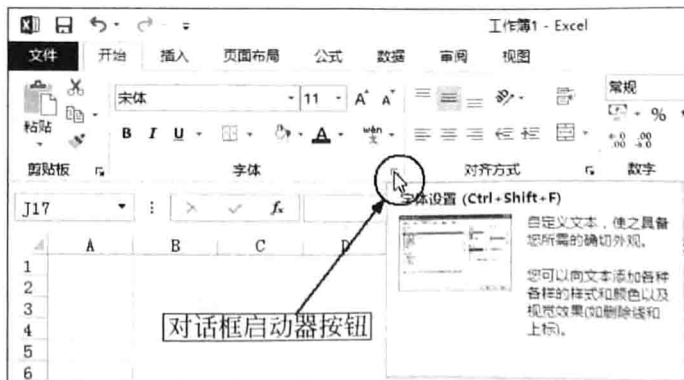 工作簿1 - Excel
文件 开始 插入 页面布局 公式 数据 审阅 视图
宋体 11 A A 常规
粘贴 B I U A wén 文 %
剪贴板 字体 对齐方式 数字
J17 fx
字体设置 (Ctrl+Shift+F)
自定义文本，使之具备
您所需的确切外观。
您可以向文本添加各种
各样的样式和颜色以及
视觉效果(如删除线和
上标)。
A B C D
1
2
3
4
5
6
对话框启动器按钮